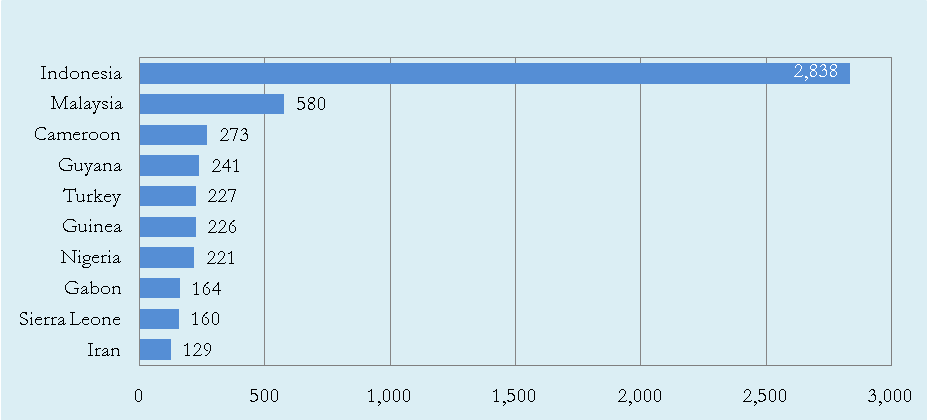 Indonesia 2,838
Malaysia 580
Cameroon 273
Guyana 241
Turkey 227
Guinea 226
Nigeria 221
Gabon 164
Sierra Leone 160
Iran 129
0 500 1,000 1,500 2,000 2,500 3,000